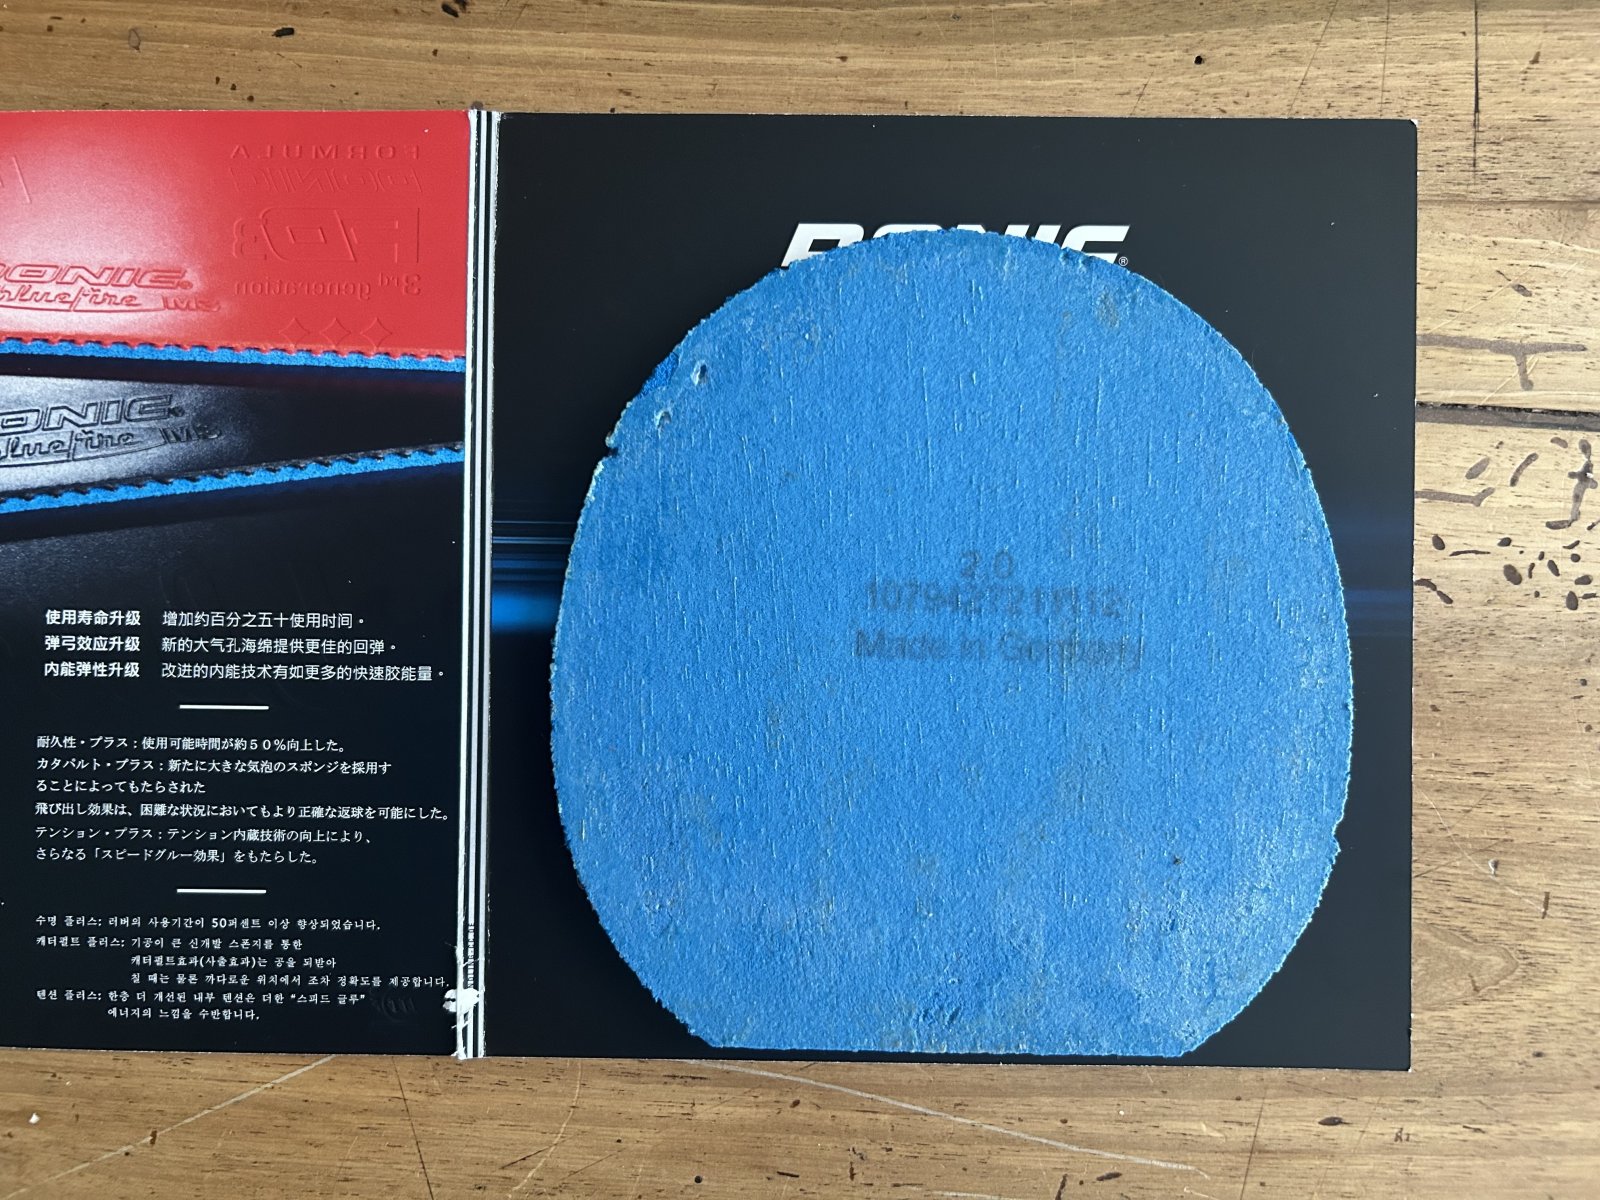 FORMULA
DONIC
3rd generation
DONIC
bluefire M3
DONIC
bluefire M3
使用寿命升级 增加约百分之五十使用时间。
弹弓效应升级 新的大气孔海绵提供更佳的回弹。
内能弹性升级 改进的内能技术有如更多的快速胶能量。
耐久性・プラス：使用可能時間が約５０％向上した。
カタパルト・プラス：新たに大きな気泡のスポンジを採用す
ることによってもたらされた
飛び出し効果は、困難な状況においてもより正確な返球を可能にした。
テンション・プラス：テンション内蔵技術の向上により、
さらなる「スピードグルー効果」をもたらした。
수명 플러스: 러버의 사용기간이 50퍼센트 이상 향상되었습니다.
캐터펄트 플러스: 기공이 큰 신개발 스폰지를 통한
캐터펄트효과(사출효과)는 공을 되받아
칠 때는 물론 까다로운 위치에서 조차 정확도를 제공합니다.
텐션 플러스: 한층 더 개선된 내부 텐션은 더한 “스피드 글루”
에너지의 느낌을 수반합니다.
DONIC®
2.0
Made in Germany